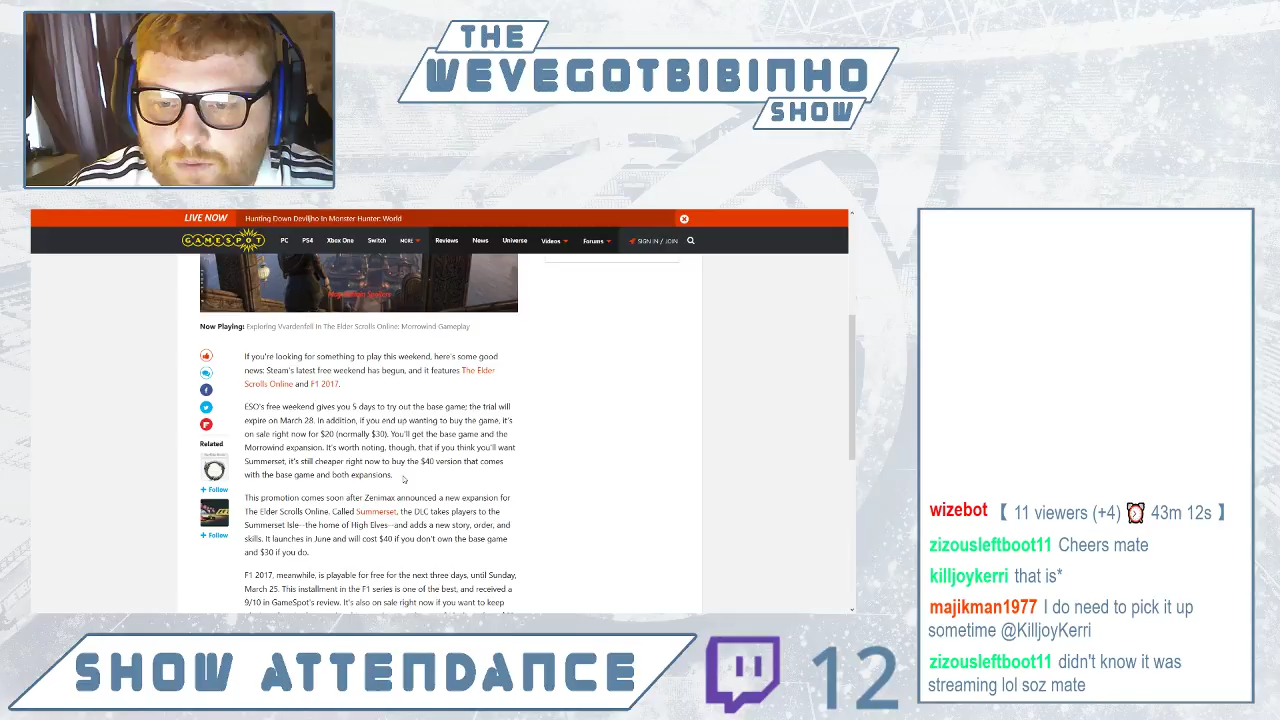 THE
WEVEGOTBIBINHO
SHOW
LIVE NOW Hunting Down Deviljho In Monster Hunter: World
GAMESPOT PC PS4 Xbox One Switch MORE Reviews News Universe Videos Forums SIGN IN / JOIN
Now Playing: Exploring Vvardenfell In The Elder Scrolls Online: Morrowind Gameplay
If you're looking for something to play this weekend, here's some good
news: Steam's latest free weekend has begun, and it features The Elder
Scrolls Online and F1 2017.
ESO's free weekend gives you 5 days to try out the base game; the trial will
expire on March 28. In addition, if you end up wanting to buy the game, it's
on sale right now for $20 (normally $30). You'll get the base game and the
Morrowind expansion. It's worth noting, though, that if you think you'll want
Summerset, it's still cheaper right now to buy the $40 version that comes
with the base game and both expansions.
Related
+ Follow
+ Follow
This promotion comes soon after Zenimax announced a new expansion for
The Elder Scrolls Online. Called Summerset, the DLC takes players to the
Summerset Isle--the home of High Elves--and adds a new story, order, and
skills. It launches in June and will cost $40 if you don't own the base game
and $30 if you do.
F1 2017, meanwhile, is playable for free for the next three days, until Sunday,
March 25. This installment in the F1 series is one of the best, and received a
9/10 in GameSpot's review. It's also on sale right now if you want to keep
wizebot 【 11 viewers (+4) ⏰ 43m 12s 】
zizousleftboot11 Cheers mate
killjoykerri that is*
majikman1977 I do need to pick it up
sometime @KilljoyKerri
zizousleftboot11 didn't know it was
streaming lol soz mate
SHOW ATTENDANCE 12